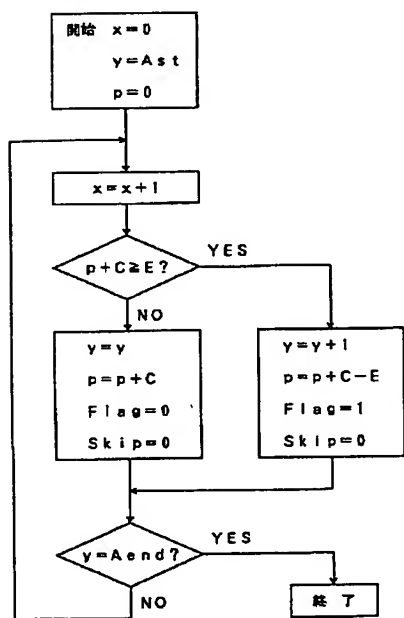 開始 x=0
y=Ast
p=0
x=x+1
p+C≧E?
YES
NO
y=y
p=p+C
Flag=0
Skip=0
y=y+1
p=p+C−E
Flag=1
Skip=0
y=Aend?
YES
NO
終了